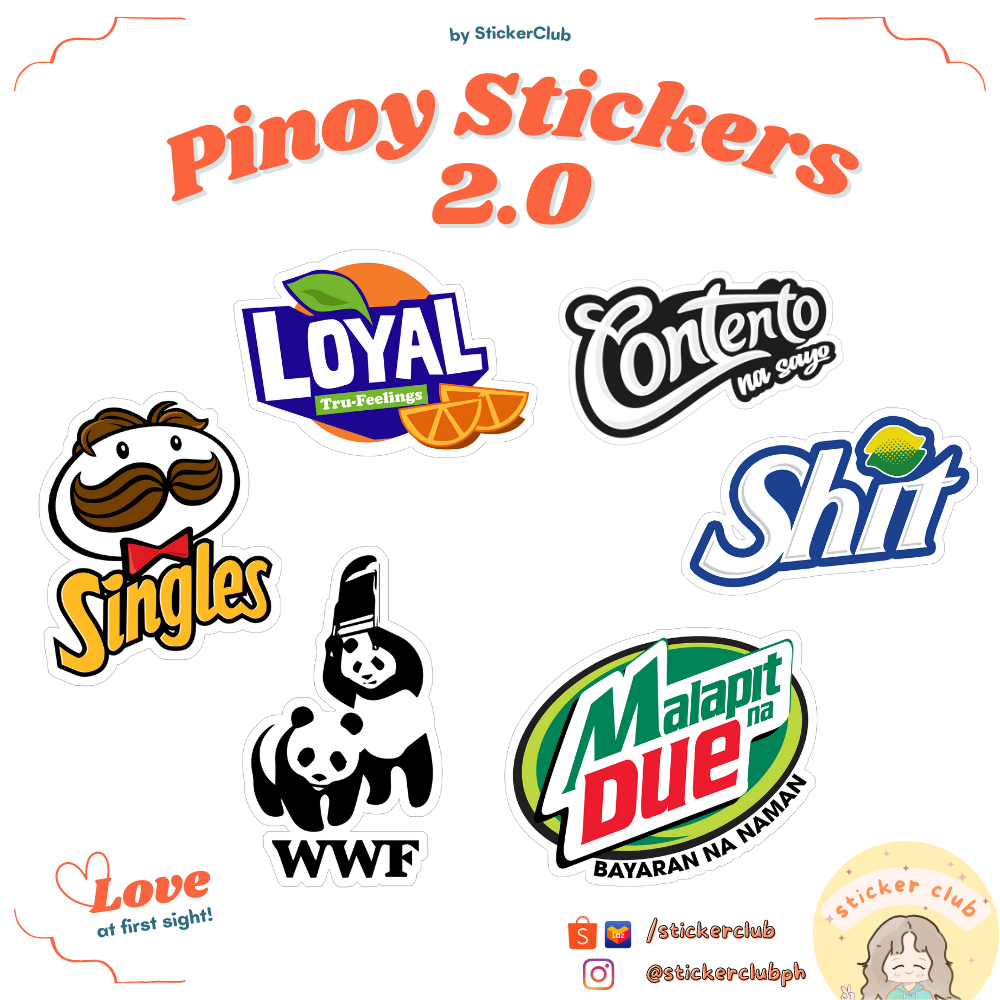 by StickerClub
Pinoy Stickers
2.0
LOYAL
Tru-Feelings
Contento
na sayo
Shit
Singles
WWF
Malapit
na
DUE
BAYARAN NA NAMAN
Love
at first sight!
sticker club
S
Laz
/stickerclub
@stickerclubph